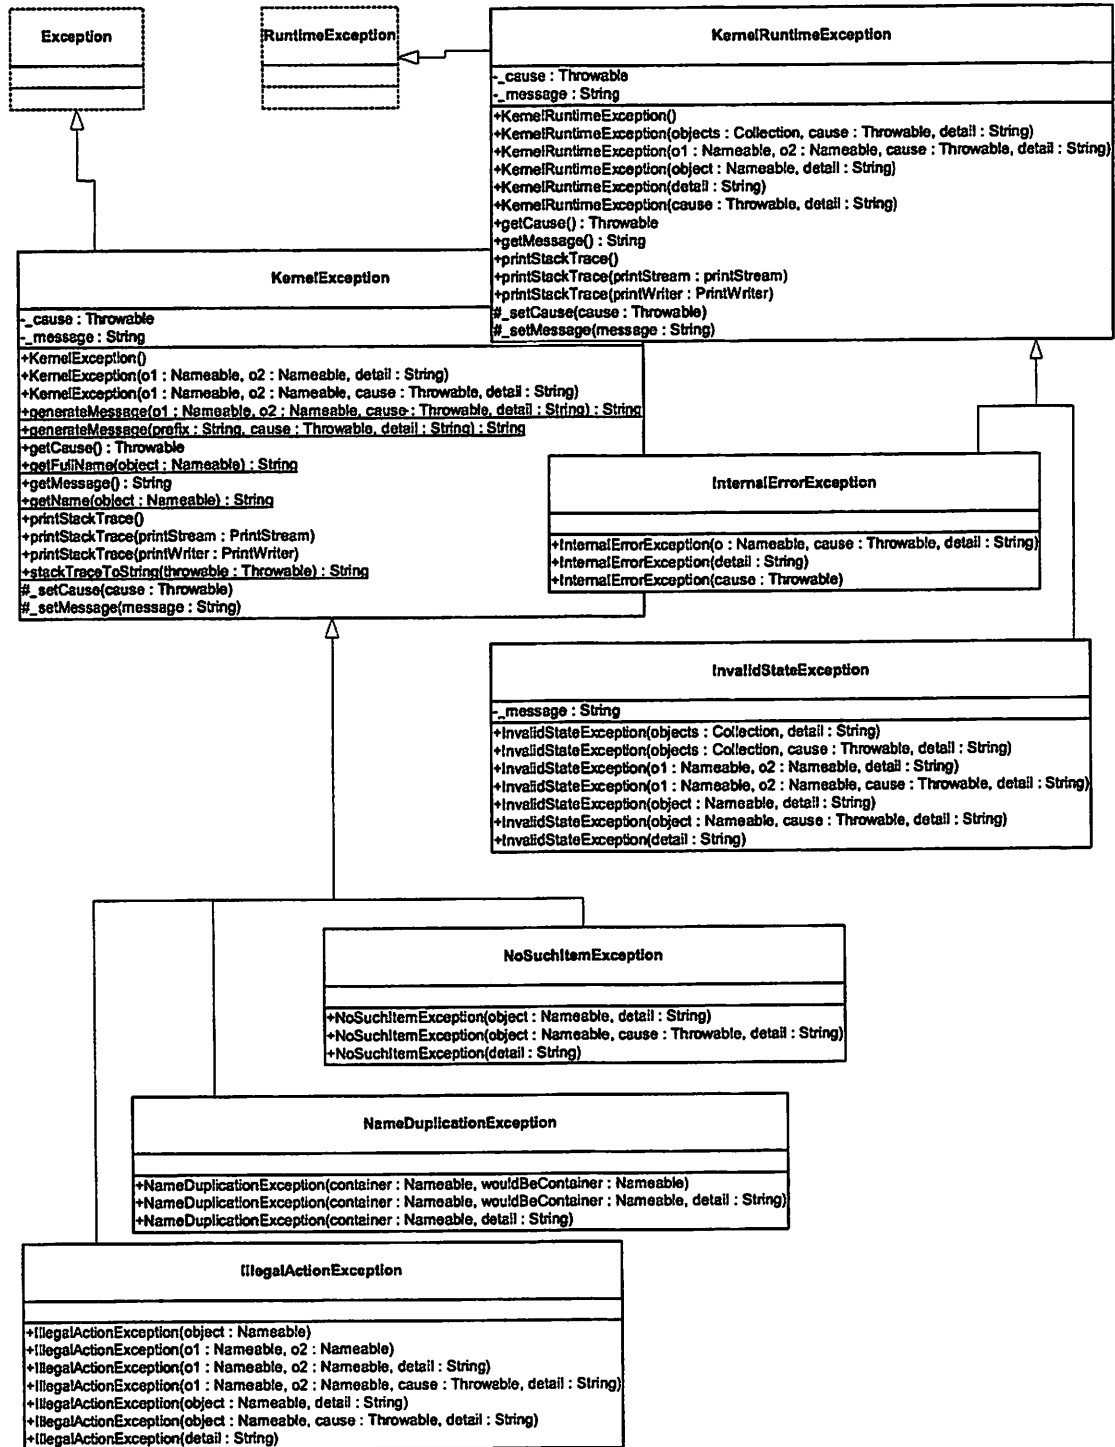 Exception
RuntimeException
KernelRuntimeException
-_cause : Throwable
-_message : String
+KernelRuntimeException()
+KernelRuntimeException(objects : Collection, cause : Throwable, detail : String)
+KernelRuntimeException(o1 : Nameable, o2 : Nameable, cause : Throwable, detail : String)
+KernelRuntimeException(object : Nameable, detail : String)
+KernelRuntimeException(detail : String)
+KernelRuntimeException(cause : Throwable, detail : String)
+getCause() : Throwable
+getMessage() : String
+printStackTrace()
+printStackTrace(printStream : printStream)
+printStackTrace(printWriter : PrintWriter)
#_setCause(cause : Throwable)
#_setMessage(message : String)
KernelException
-_cause : Throwable
-_message : String
+KernelException()
+KernelException(o1 : Nameable, o2 : Nameable, detail : String)
+KernelException(o1 : Nameable, o2 : Nameable, cause : Throwable, detail : String)
+generateMessage(o1 : Nameable, o2 : Nameable, cause : Throwable, detail : String) : String
+generateMessage(prefix : String, cause : Throwable, detail : String) : String
+getCause() : Throwable
+getFullName(object : Nameable) : String
+getMessage() : String
+getName(object : Nameable) : String
+printStackTrace()
+printStackTrace(printStream : PrintStream)
+printStackTrace(printWriter : PrintWriter)
+stackTraceToString(throwable : Throwable) : String
#_setCause(cause : Throwable)
#_setMessage(message : String)
InternalErrorException
+InternalErrorException(o : Nameable, cause : Throwable, detail : String)
+InternalErrorException(detail : String)
+InternalErrorException(cause : Throwable)
InvalidStateException
-_message : String
+InvalidStateException(objects : Collection, detail : String)
+InvalidStateException(objects : Collection, cause : Throwable, detail : String)
+InvalidStateException(o1 : Nameable, o2 : Nameable, detail : String)
+InvalidStateException(o1 : Nameable, o2 : Nameable, cause : Throwable, detail : String)
+InvalidStateException(object : Nameable, detail : String)
+InvalidStateException(object : Nameable, cause : Throwable, detail : String)
+InvalidStateException(detail : String)
NoSuchItemException
+NoSuchItemException(object : Nameable, detail : String)
+NoSuchItemException(object : Nameable, cause : Throwable, detail : String)
+NoSuchItemException(detail : String)
NameDuplicationException
+NameDuplicationException(container : Nameable, wouldBeContainer : Nameable)
+NameDuplicationException(container : Nameable, wouldBeContainer : Nameable, detail : String)
+NameDuplicationException(container : Nameable, detail : String)
IllegalActionException
+IllegalActionException(object : Nameable)
+IllegalActionException(o1 : Nameable, o2 : Nameable)
+IllegalActionException(o1 : Nameable, o2 : Nameable, detail : String)
+IllegalActionException(o1 : Nameable, o2 : Nameable, cause : Throwable, detail : String)
+IllegalActionException(object : Nameable, detail : String)
+IllegalActionException(object : Nameable, cause : Throwable, detail : String)
+IllegalActionException(detail : String)